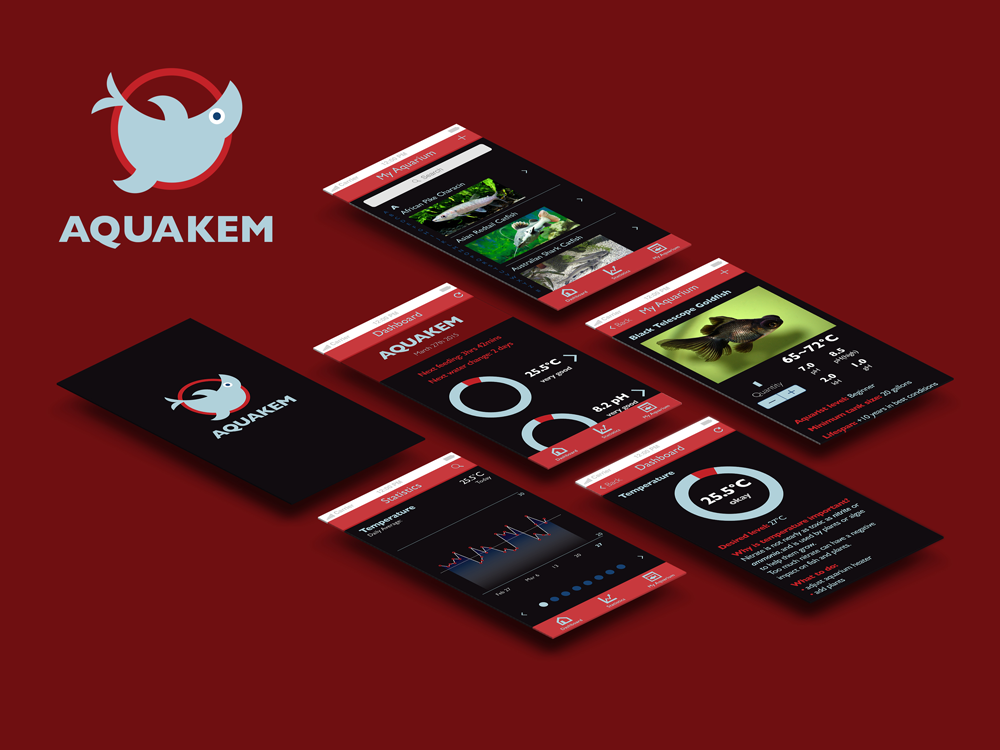 AQUAKEM
My Aquarium
Search
A
African Pike Characin
Asian Redtail Catfish
Australian Shark Catfish
Dashboard
Statistics
My Aquarium
Dashboard
AQUAKEM
March 27th 2015
Next feeding: 7hrs 42mins
Next water change: 2 days
25.5°C
very good
8.2 pH
very good
Dashboard
Statistics
My Aquarium
Back
My Aquarium
Black Telescope Goldfish
65~72°C
7.0 pH
8.5
2.0
1.0
Quantity
Aquarist level: Beginner
Minimum tank size: 20 gallons
Lifespan: +10 years in best conditions
AQUAKEM
Statistics
Temperature
Daily Average
25.5°C
Today
30
20
Feb 27
Mar 6
13
20
27
Dashboard
Statistics
My Aquarium
Back
Dashboard
Temperature
25.5°C
okay
Desired level: 27°C
Why is temperature important?
Nitrate is not nearly as toxic as nitrite or
ammonia, and is used by plants or algae
to help them grow.
Too much nitrate can have a negative
impact on fish and plants.
What to do:
• adjust aquarium heater
• add plants